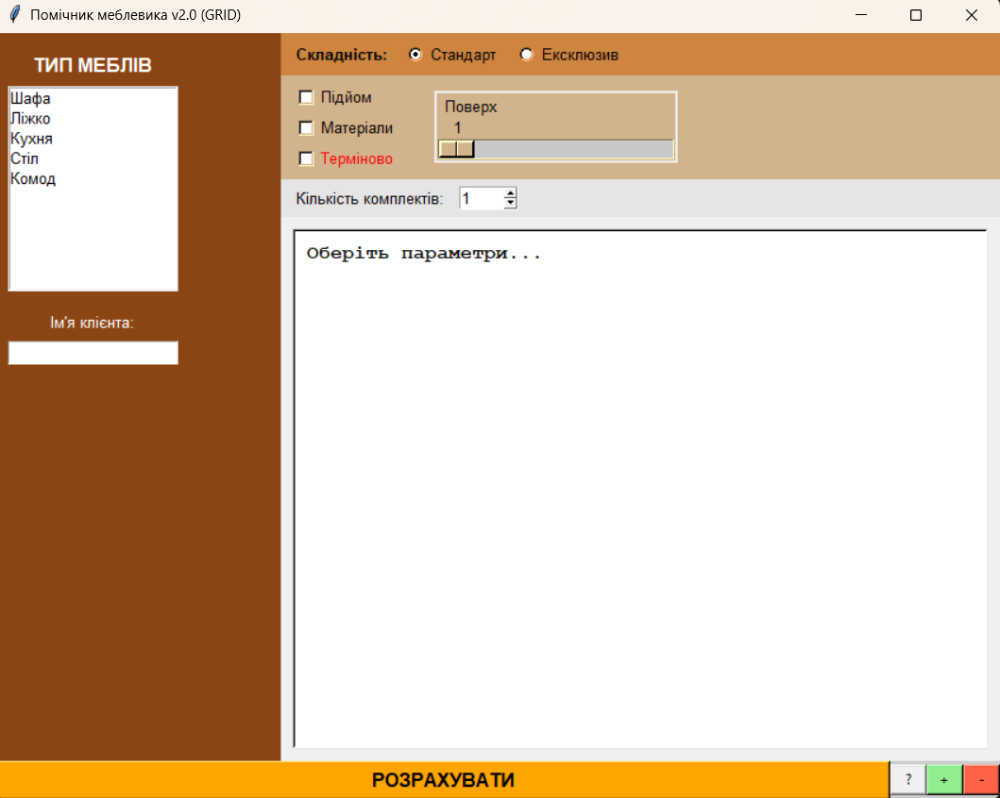 Помічник меблевика v2.0 (GRID)
ТИП МЕБЛІВ
Шафа
Ліжко
Кухня
Стіл
Комод
Ім'я клієнта:
Складність: Стандарт Ексклюзив
Підйом
Матеріали
Терміново
Поверх
1
Кількість комплектів: 1
Оберіть параметри...
РОЗРАХУВАТИ ? + -